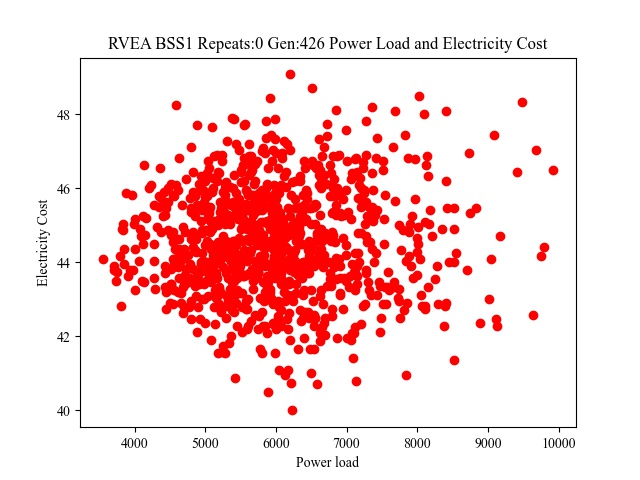 RVEA BSS1 Repeats:0 Gen:426 Power Load and Electricity Cost
48
46
44
42
40
Electricity Cost
4000 5000 6000 7000 8000 9000 10000
Power load